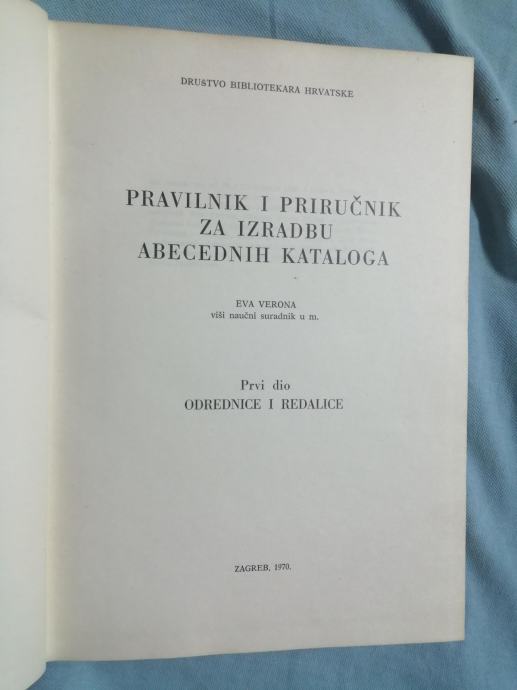 DRUŠTVO BIBLIOTEKARA HRVATSKE
PRAVILNIK I PRIRUČNIK
ZA IZRADBU
ABECEDNIH KATALOGA
EVA VERONA
viši naučni suradnik u m.
Prvi dio
ODREDNICE I REDALICE
ZAGREB, 1970.